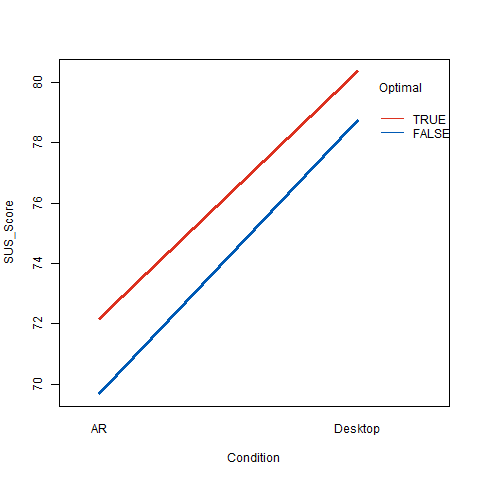 Optimal
TRUE
FALSE
SUS_Score
80
78
76
74
72
70
AR
Desktop
Condition